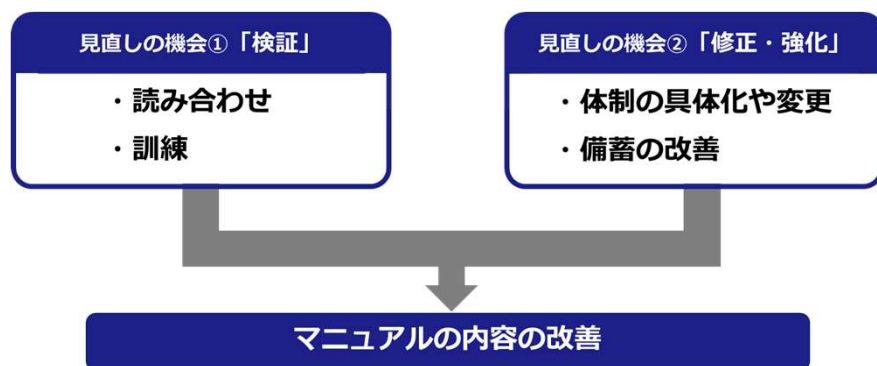 見直しの機会①「検証」
・読み合わせ
・訓練
見直しの機会②「修正・強化」
・体制の具体化や変更
・備蓄の改善
マニュアルの内容の改善